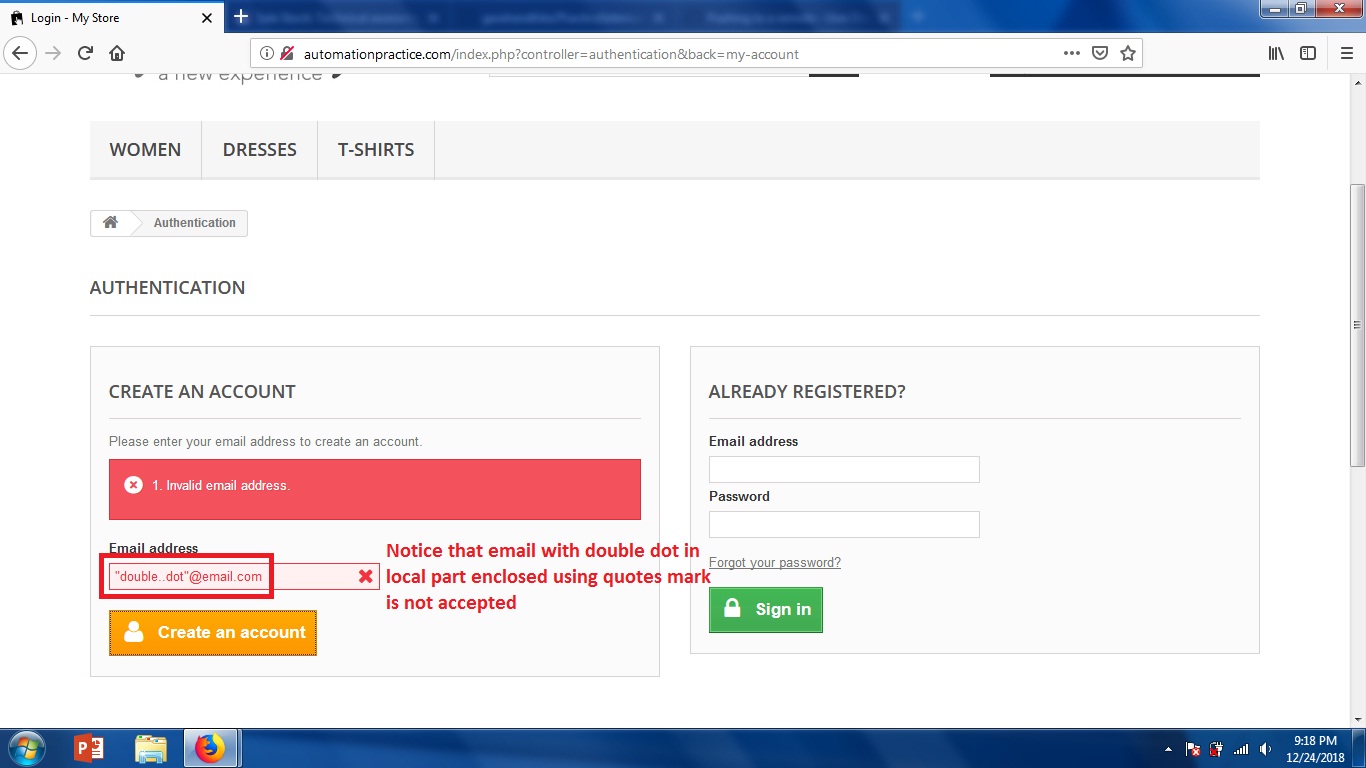 Login - My Store
automationpractice.com/index.php?controller=authentication&back=my-account
a new experience
WOMEN
DRESSES
T-SHIRTS
Authentication
AUTHENTICATION
CREATE AN ACCOUNT
Please enter your email address to create an account.
1. Invalid email address.
Email address
"double..dot"@email.com
Notice that email with double dot in
local part enclosed using quotes mark
is not accepted
Create an account
ALREADY REGISTERED?
Email address
Password
Forgot your password?
Sign in
9:18 PM
12/24/2018